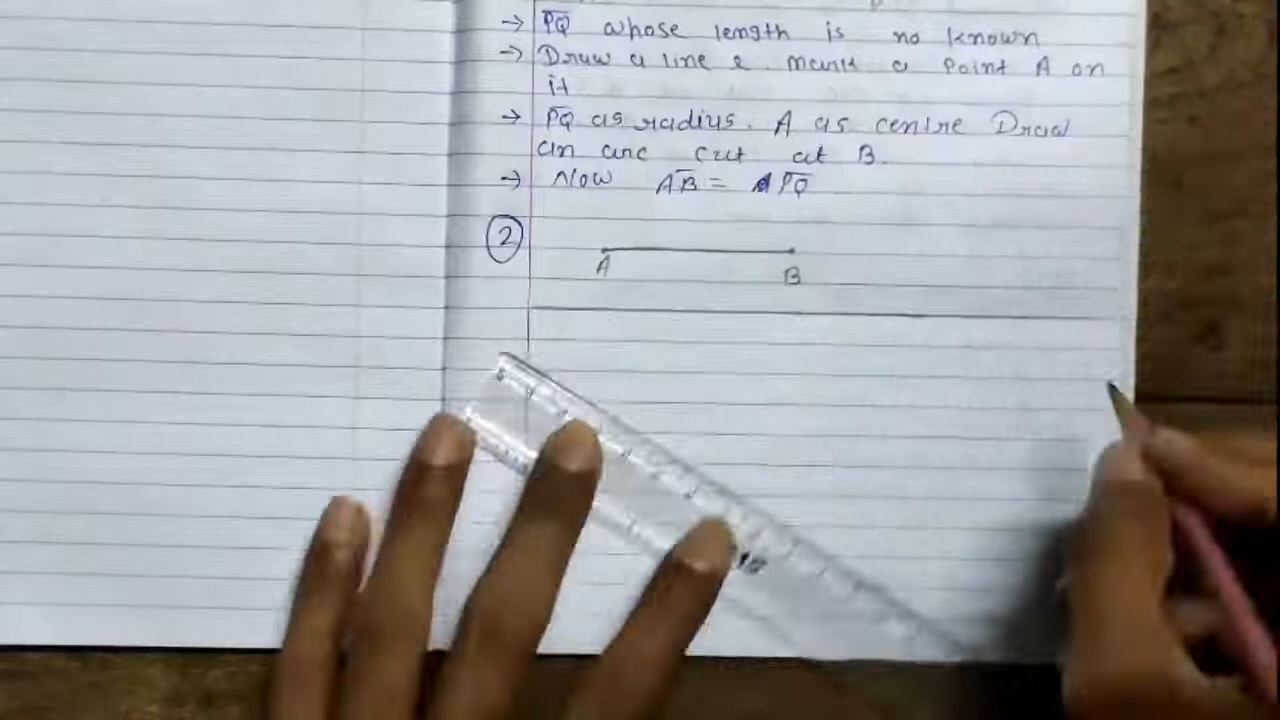 → PQ whose length is no known
→ Draw a line & mark a point A on
it
→ PQ as radius. A as centre Draw
an arc cut at B.
→ Now AB = PQ
2
A B